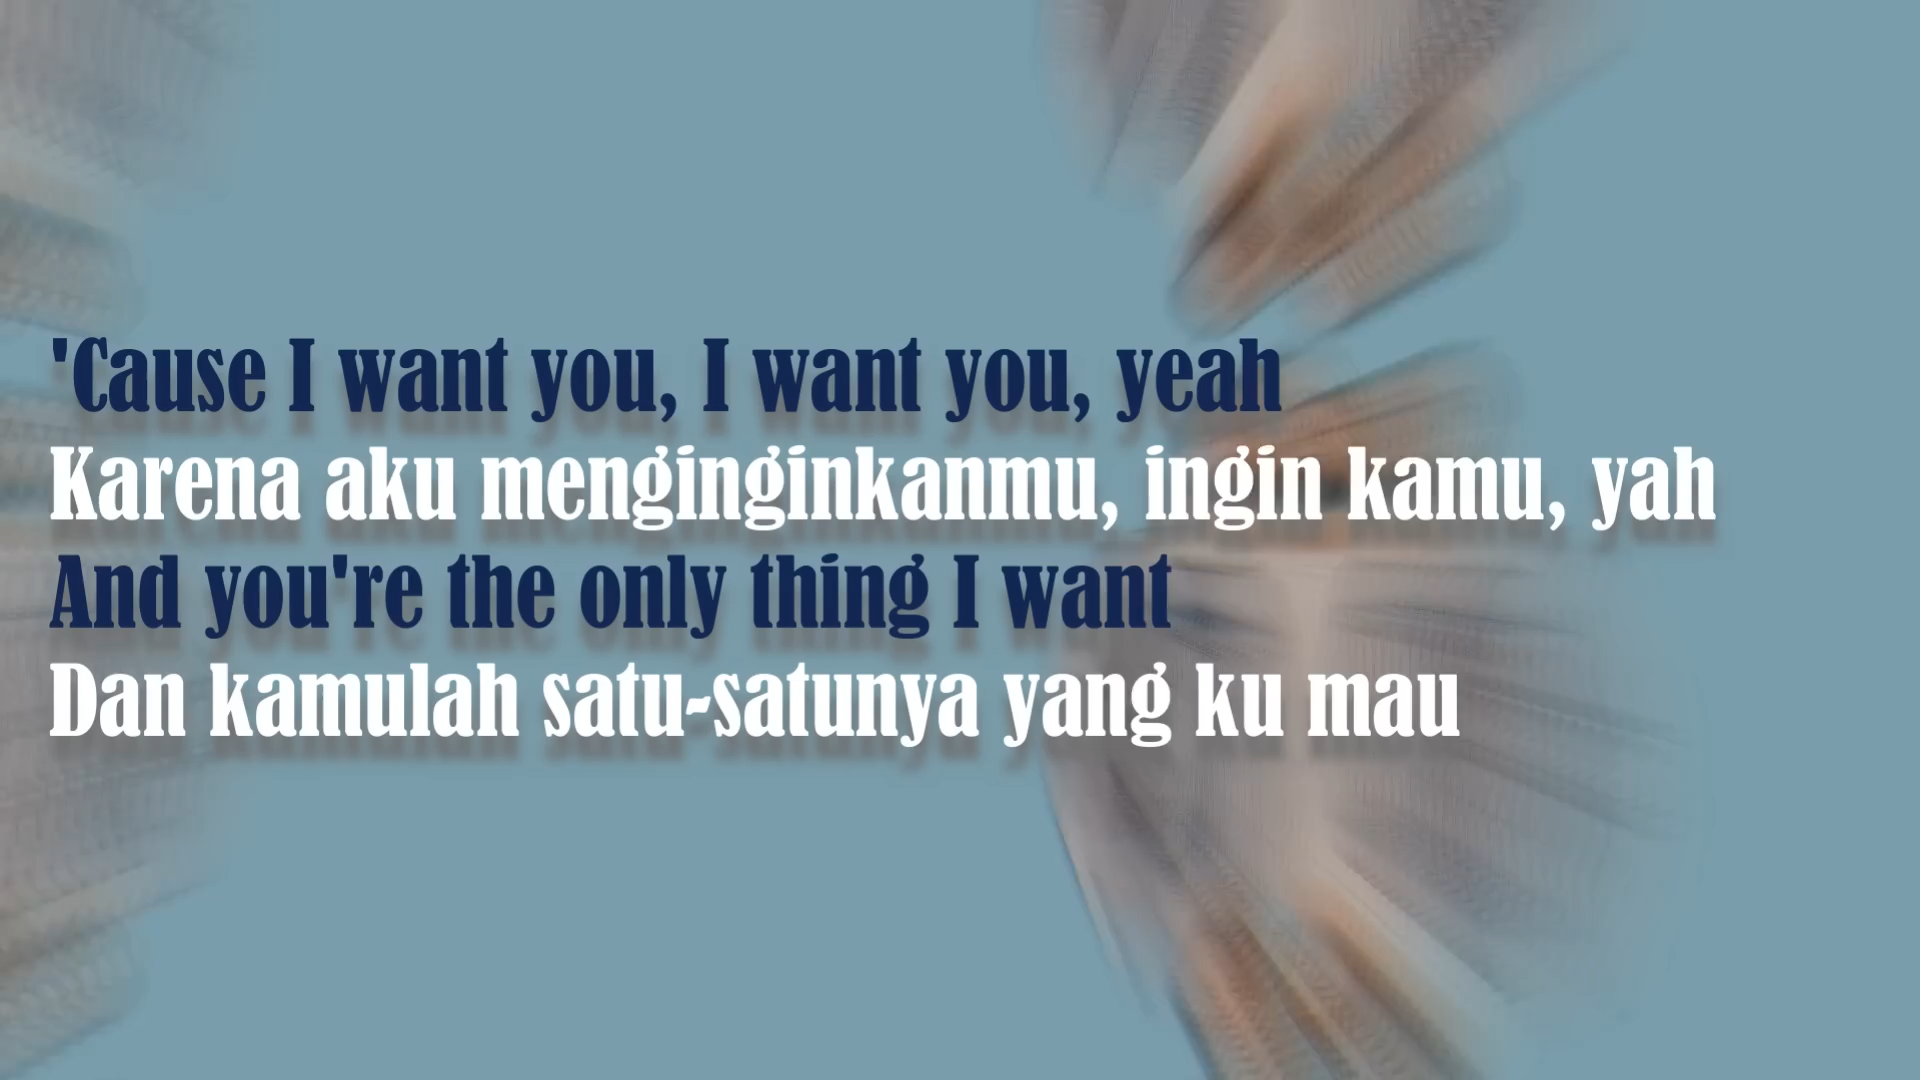 'Cause I want you, I want you, yeah
Karena aku menginginkanmu, ingin kamu, yah
And you're the only thing I want
Dan kamulah satu-satunya yang ku mau